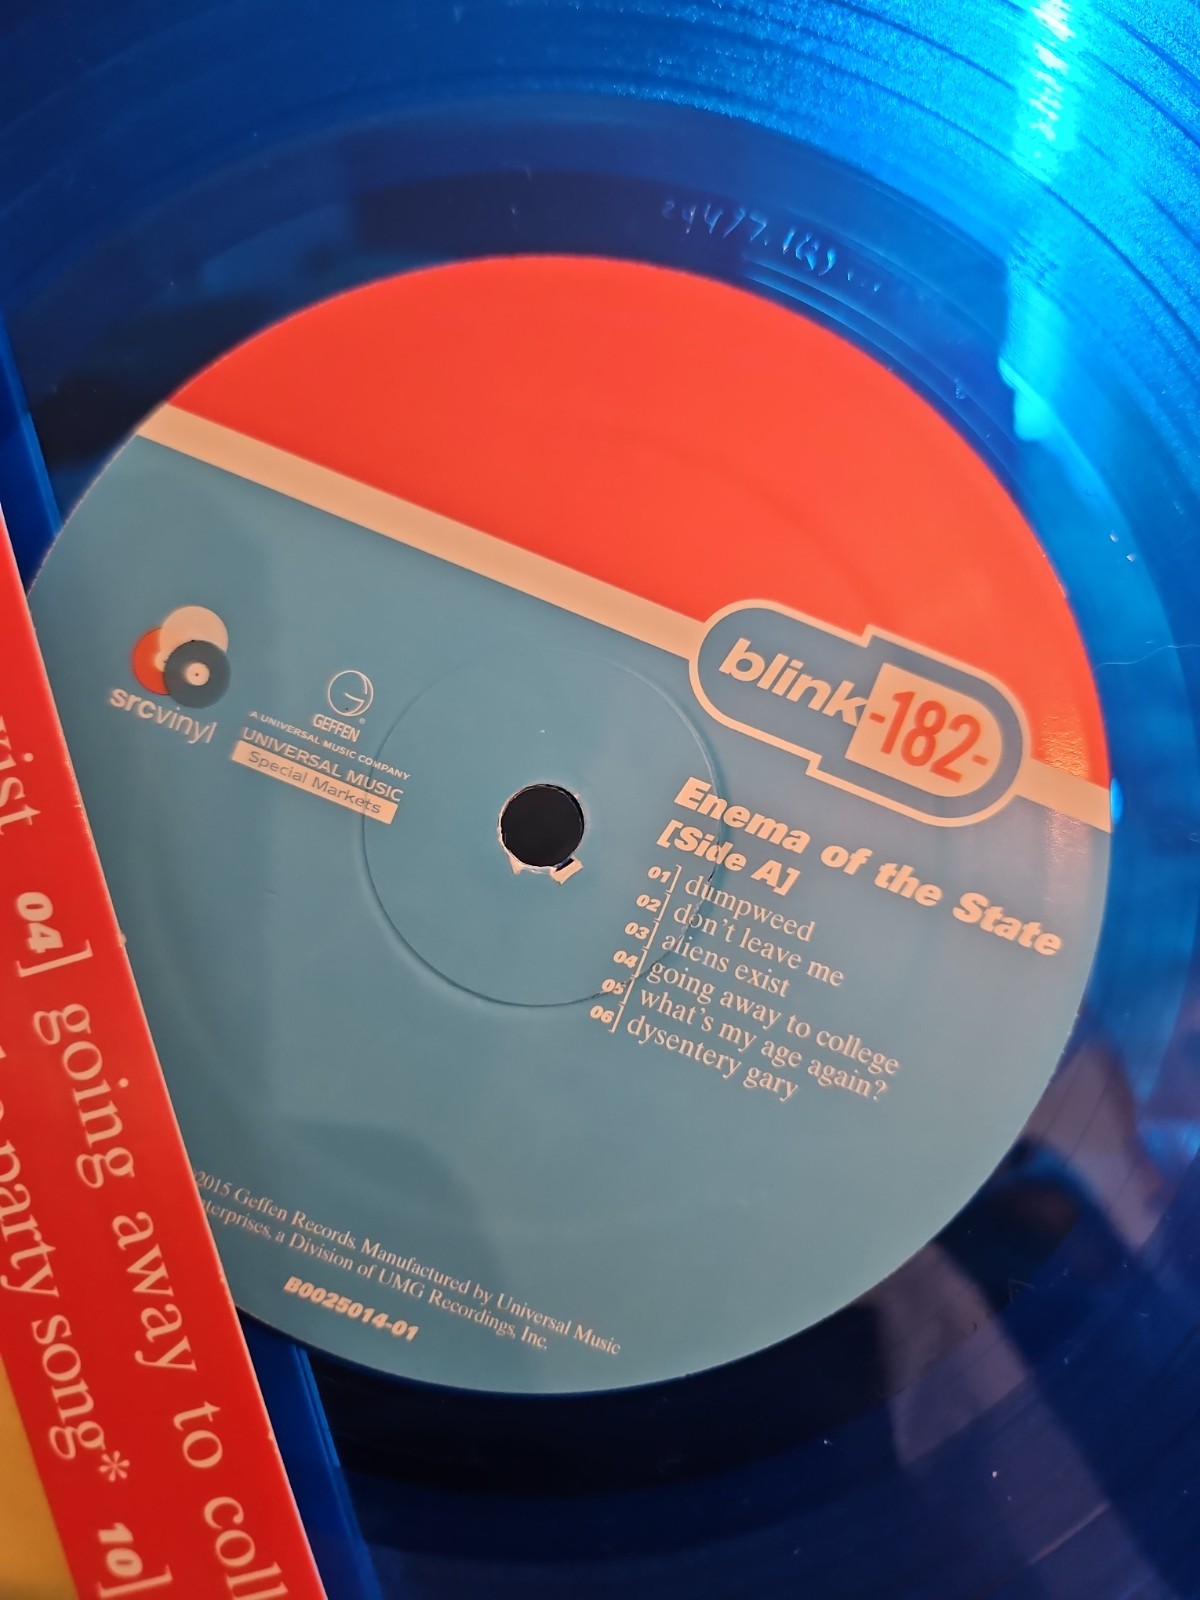 blink-182-
srcvinyl
GEFFEN®
A UNIVERSAL MUSIC COMPANY
UNIVERSAL MUSIC
Special Markets
Enema of the State
[Side A]
01] dumpweed
02] don't leave me
03] aliens exist
04] going away to college
05] what's my age again?
06] dysentery gary
2015 Geffen Records. Manufactured by Universal Music
terprises, a Division of UMG Recordings, Inc.
B0025014-01
xist 04] going away to coll
party song* 10]